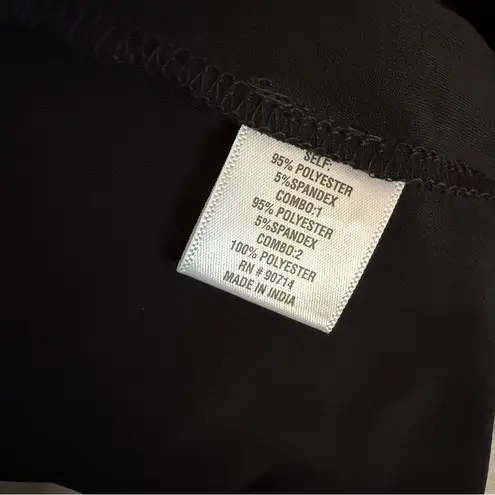 SELF:
95% POLYESTER
5%SPANDEX
COMBO:1
95% POLYESTER
5%SPANDEX
COMBO:2
100% POLYESTER
RN # 90714
MADE IN INDIA